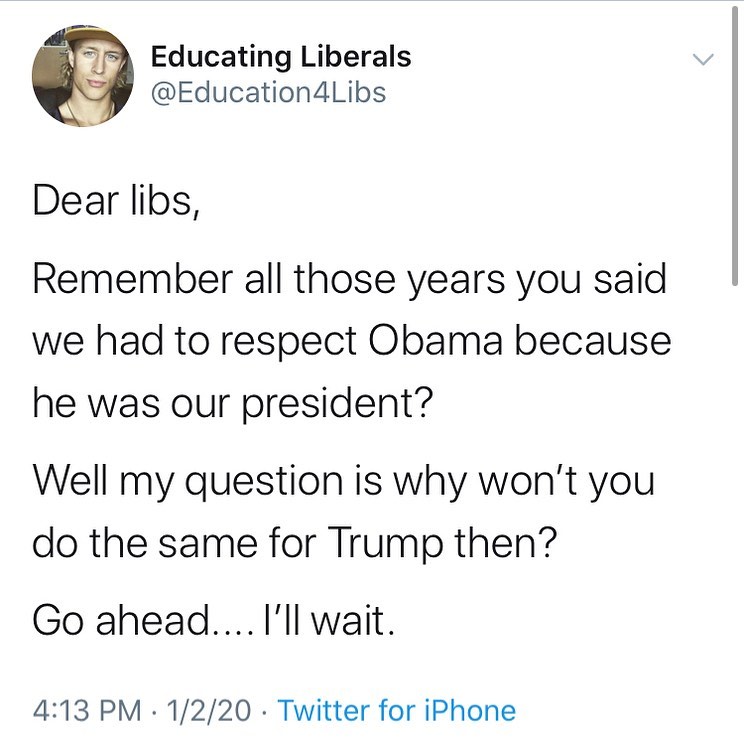 Educating Liberals
@Education4Libs
Dear libs,
Remember all those years you said
we had to respect Obama because
he was our president?
Well my question is why won’t you
do the same for Trump then?
Go ahead.... I’ll wait.
4:13 PM · 1/2/20 · Twitter for iPhone